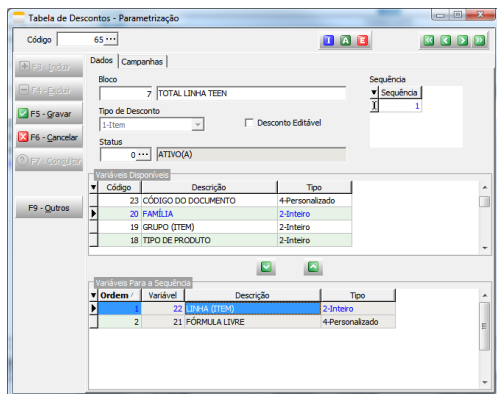 Tabela de Descontos - Parametrização
Código 65 ... I A E
F3 - Incluir
F4 - Excluir
F5 - Gravar
F6 - Cancelar
F7 - Consultar
F9 - Outros
Dados Campanhas
Bloco
7 TOTAL LINHA TEEN
Tipo de Desconto
1-Item Desconto Editável
Status
0 ... ATIVO(A)
Sequência
Sequência
1
Variáveis Disponíveis
Código Descrição Tipo
23 CÓDIGO DO DOCUMENTO 4-Personalizado
20 FAMÍLIA 2-Inteiro
19 GRUPO (ITEM) 2-Inteiro
18 TIPO DE PRODUTO 2-Inteiro
Variáveis Para a Sequência
Ordem Variável Descrição Tipo
1 22 LINHA (ITEM) 2-Inteiro
2 21 FÓRMULA LIVRE 4-Personalizado